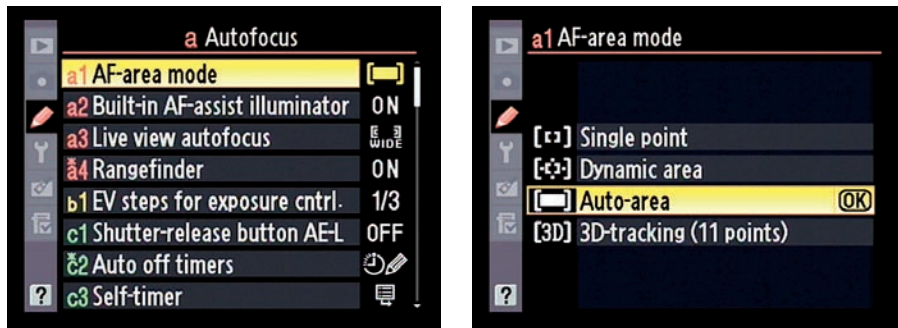 a Autofocus
a1 AF-area mode
a2 Built-in AF-assist illuminator ON
a3 Live view autofocus WIDE
a4 Rangefinder ON
b1 EV steps for exposure cntrl. 1/3
c1 Shutter-release button AE-L OFF
c2 Auto off timers
c3 Self-timer
?
a1 AF-area mode
Single point
Dynamic area
Auto-area OK
[3D] 3D-tracking (11 points)
?